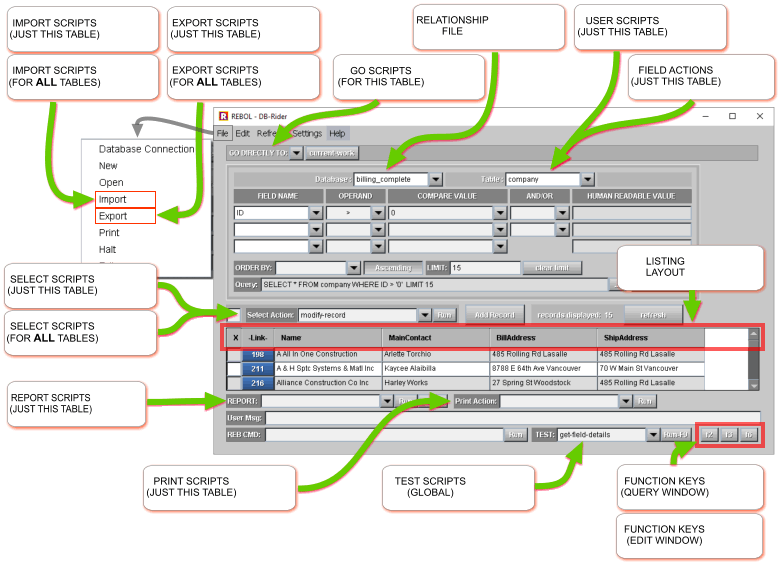 IMPORT SCRIPTS
(JUST THIS TABLE)
EXPORT SCRIPTS
(JUST THIS TABLE)
RELATIONSHIP
FILE
USER SCRIPTS
(JUST THIS TABLE)
IMPORT SCRIPTS
(FOR ALL TABLES)
EXPORT SCRIPTS
(FOR ALL TABLES)
GO SCRIPTS
(FOR THIS TABLE)
FIELD ACTIONS
(JUST THIS TABLE)
REBOL - DB-Rider
File Edit Settings Help
Database Connection
New
Open
Import
Export
Print
Halt
GO DIRECTLY TO: current-work
Database: billing_complete Table: company
FIELD NAME OPERAND COMPARE VALUE AND/OR HUMAN READABLE VALUE
ID > 0
ORDER BY: Ascending LIMIT: 15 clear limit
Query: SELECT * FROM company WHERE ID > '0' LIMIT 15
LISTING
LAYOUT
SELECT SCRIPTS
(JUST THIS TABLE)
SELECT SCRIPTS
(FOR ALL TABLES)
Select Action: modify-record Run Add Record records displayed: 15 refresh
X -Link- Name MainContact BillAddress ShipAddress
198 A All In One Construction Arlette Torchio 485 Rolling Rd Lasalle 485 Rolling Rd Lasalle
211 A & H Sptc Systems & Matl Inc Kaycee Alaibilla 8788 E 64th Ave Vancouver 70 W Main St Vancouver
216 Alliance Construction Co Inc Harley Works 27 Spring St Woodstock 485 Rolling Rd Lasalle
REPORT SCRIPTS
(JUST THIS TABLE)
REPORT: Print Action: Run
User Msg:
REB CMD: Run TEST: get-field-details f2
PRINT SCRIPTS
(JUST THIS TABLE)
TEST SCRIPTS
(GLOBAL)
FUNCTION KEYS
(QUERY WINDOW)
FUNCTION KEYS
(EDIT WINDOW)